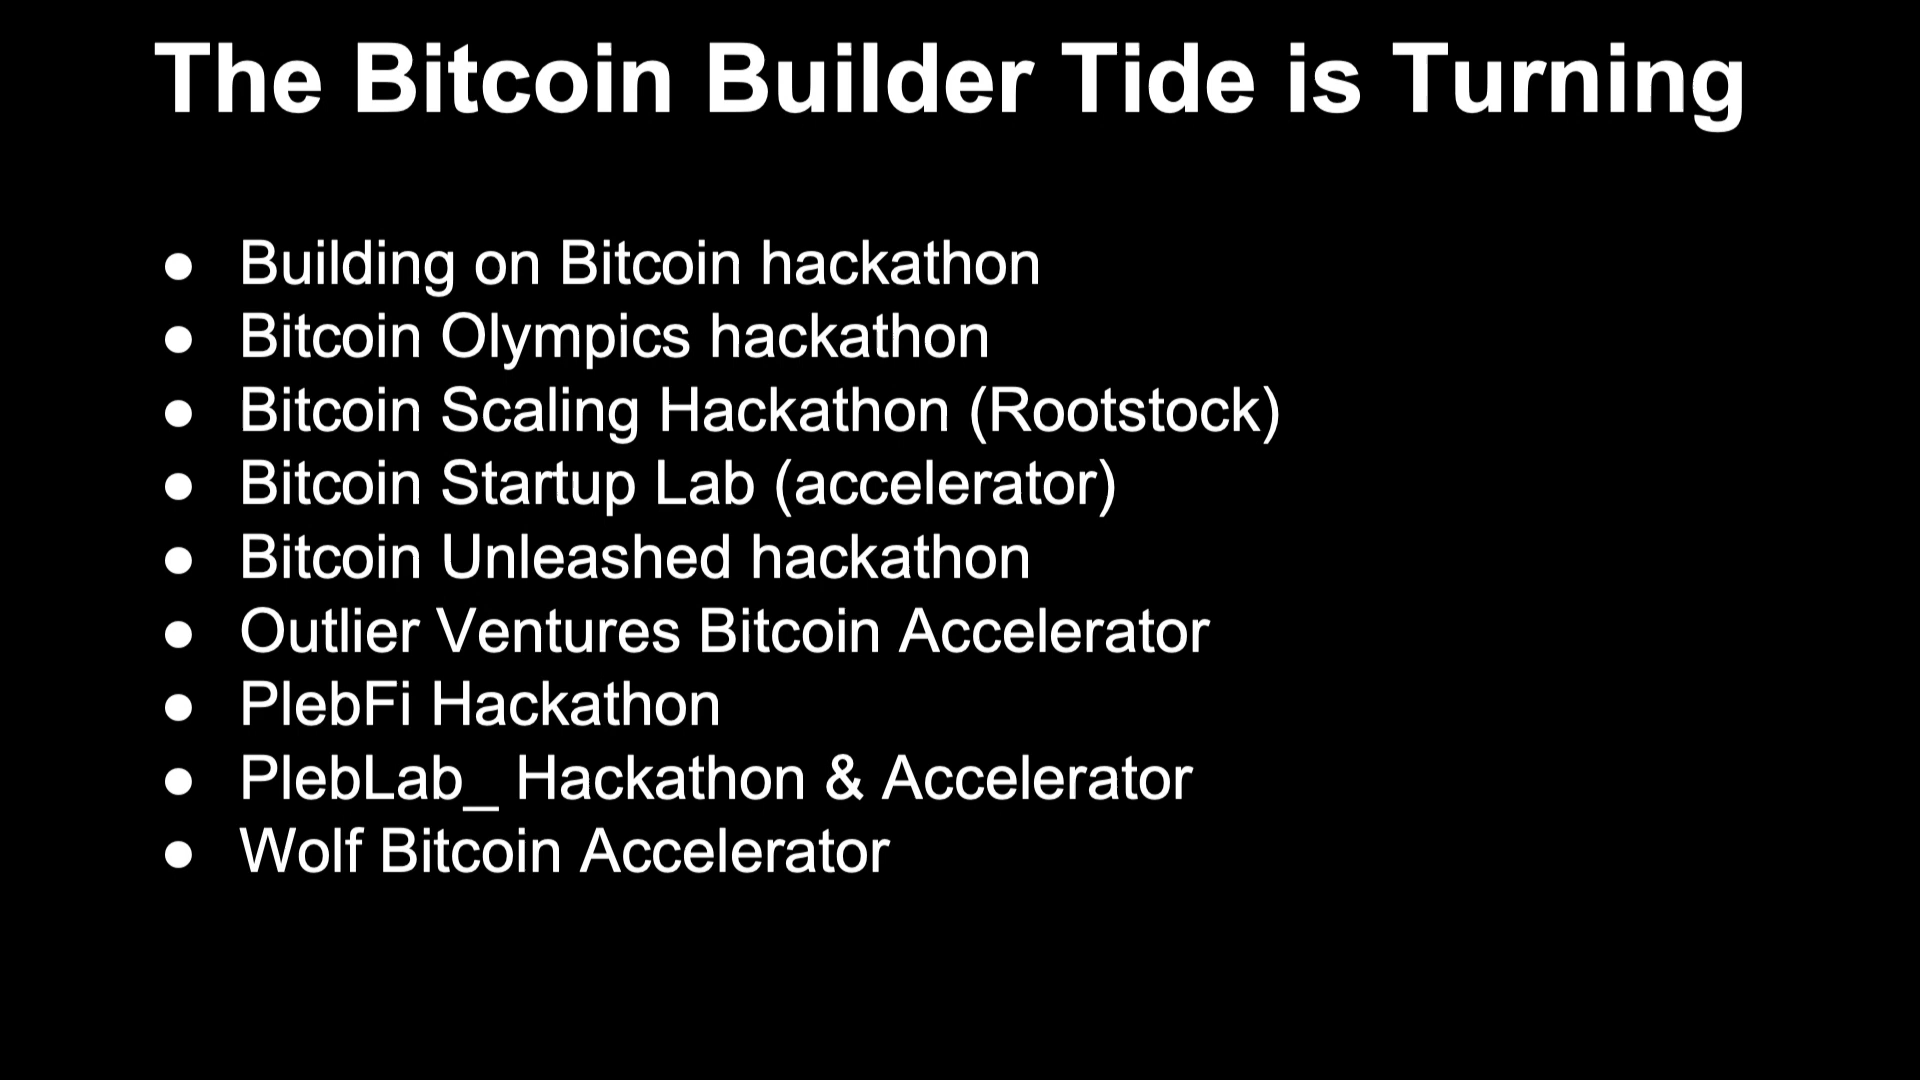 The Bitcoin Builder Tide is Turning
● Building on Bitcoin hackathon
● Bitcoin Olympics hackathon
● Bitcoin Scaling Hackathon (Rootstock)
● Bitcoin Startup Lab (accelerator)
● Bitcoin Unleashed hackathon
● Outlier Ventures Bitcoin Accelerator
● PlebFi Hackathon
● PlebLab_ Hackathon & Accelerator
● Wolf Bitcoin Accelerator